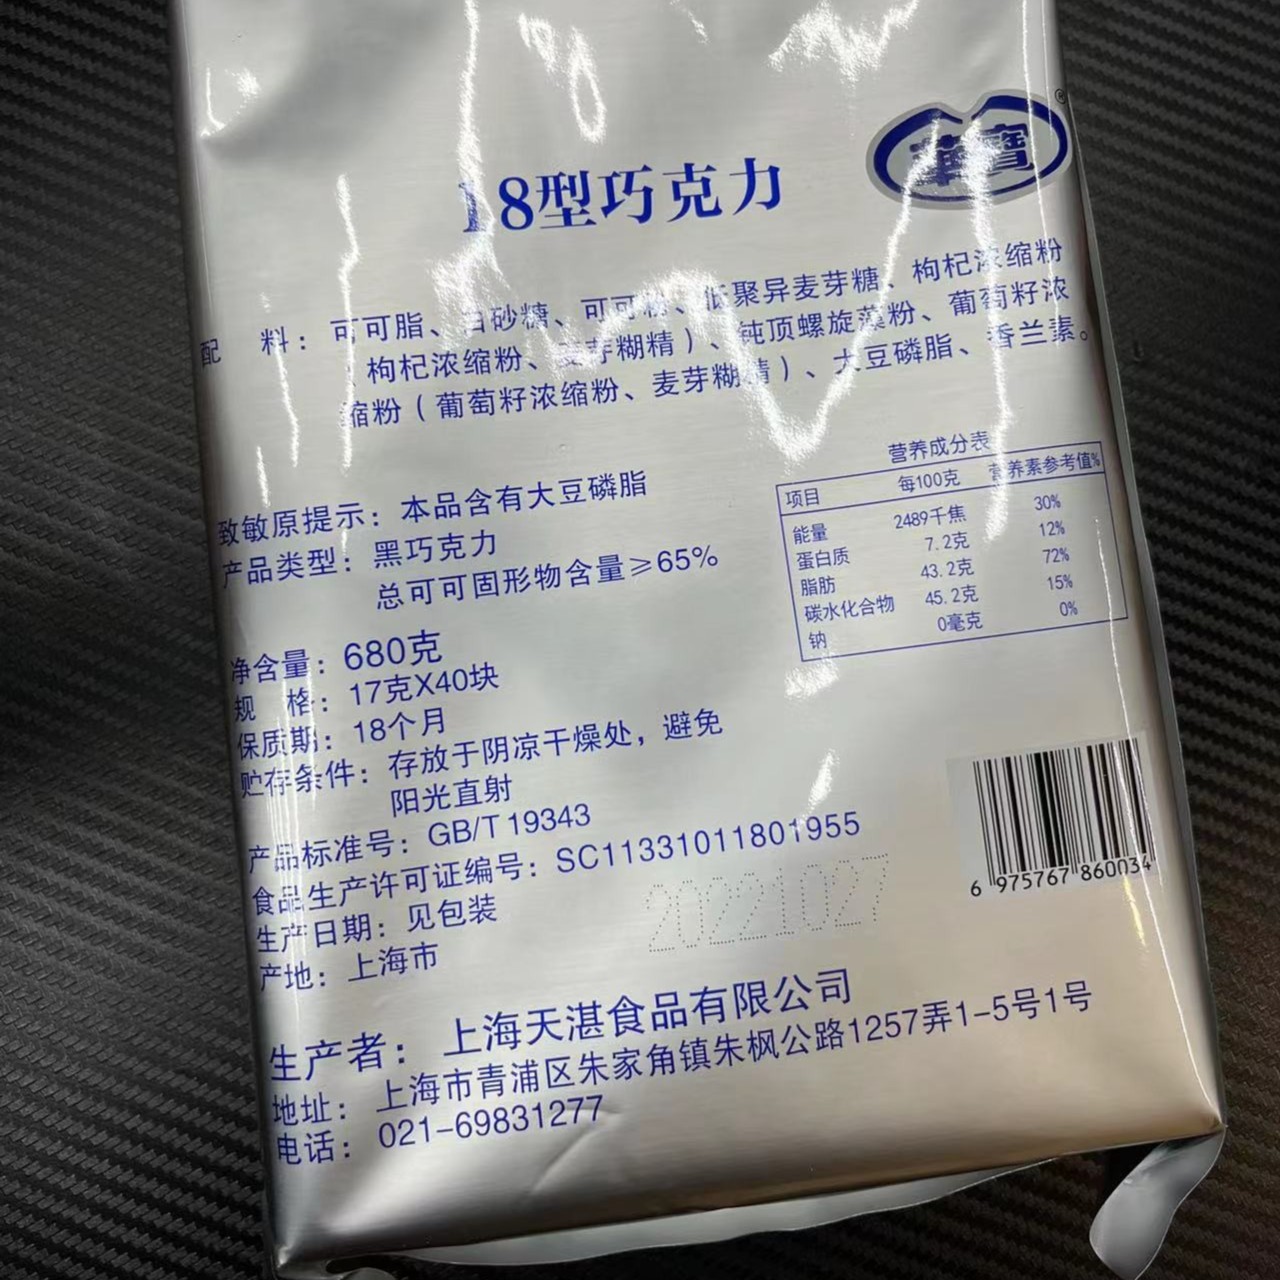 華寶
18型巧克力
配 料：可可脂、白砂糖、可可粉、低聚异麦芽糖、枸杞浓缩粉
（枸杞浓缩粉、麦芽糊精）、钝顶螺旋藻粉、葡萄籽浓
缩粉（葡萄籽浓缩粉、麦芽糊精）、大豆磷脂、香兰素。
致敏原提示：本品含有大豆磷脂
产品类型：黑巧克力
总可可固形物含量≥65%
营养成分表
项目 每100克 营养素参考值%
能量 2489千焦 30%
蛋白质 7.2克 12%
脂肪 43.2克 72%
碳水化合物 45.2克 15%
钠 0毫克 0%
净含量：680克
规 格：17克X40块
保质期：18个月
贮存条件：存放于阴凉干燥处，避免
阳光直射
产品标准号：GB/T 19343
食品生产许可证编号：SC11331011801955
生产日期：见包装
20221027
产地：上海市
6 975767 860034
生产者：上海天湛食品有限公司
地址：上海市青浦区朱家角镇朱枫公路1257弄1-5号1号
电话：021-69831277